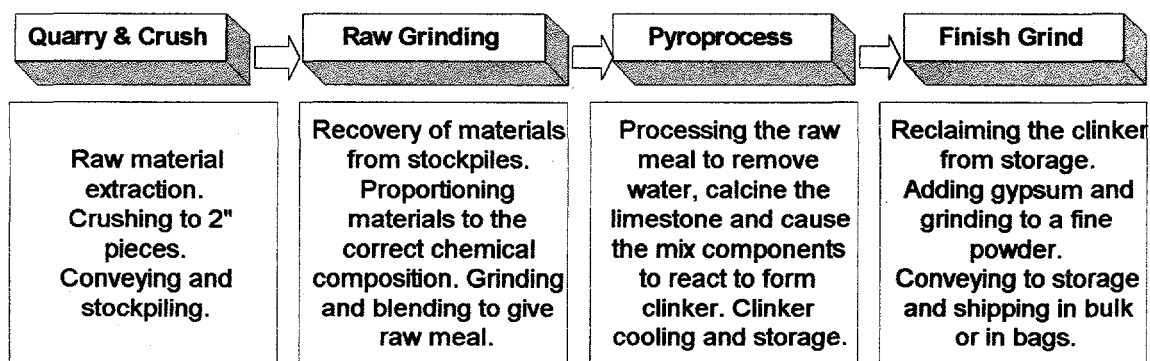 Quarry & Crush
Raw Grinding
Pyroprocess
Finish Grind
Raw material
extraction.
Crushing to 2"
pieces.
Conveying and
stockpiling.
Recovery of materials
from stockpiles.
Proportioning
materials to the
correct chemical
composition. Grinding
and blending to give
raw meal.
Processing the raw
meal to remove
water, calcine the
limestone and cause
the mix components
to react to form
clinker. Clinker
cooling and storage.
Reclaiming the clinker
from storage.
Adding gypsum and
grinding to a fine
powder.
Conveying to storage
and shipping in bulk
or in bags.